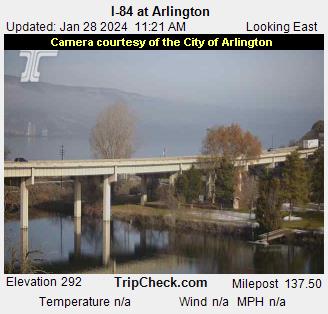 I-84 at Arlington
Updated: Jan 28 2024 11:21 AM Looking East
Camera courtesy of the City of Arlington
Elevation 292 TripCheck.com Milepost 137.50
Temperature n/a Wind n/a MPH n/a